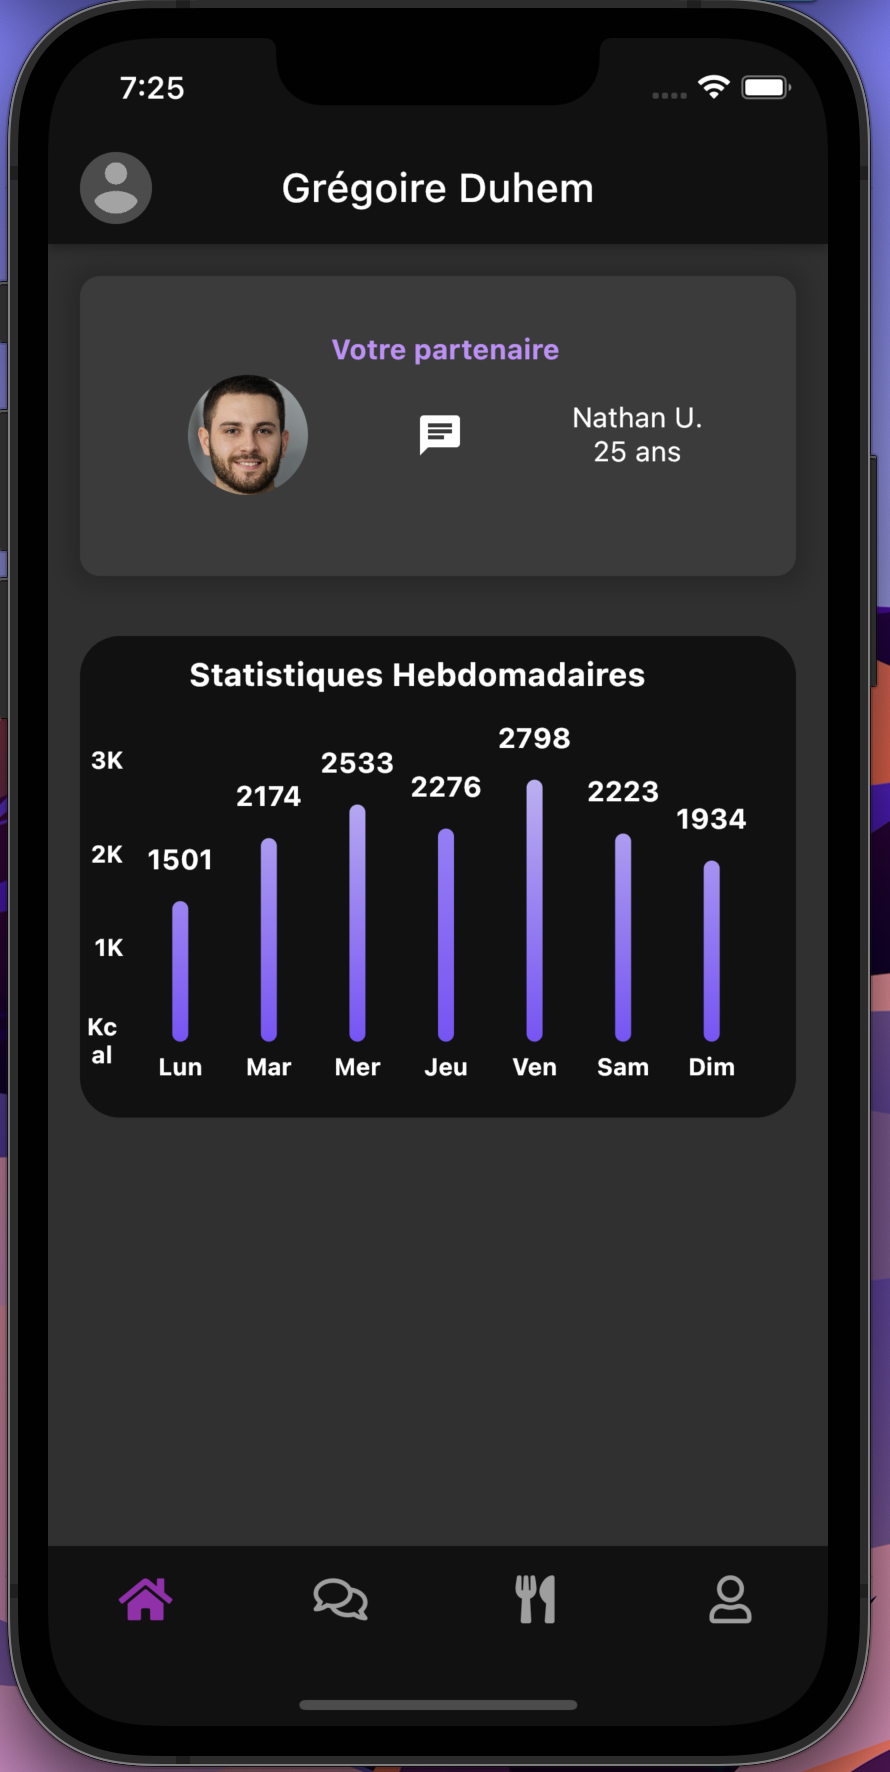 7:25
Grégoire Duhem
Votre partenaire
Nathan U.
25 ans
Statistiques Hebdomadaires
3K
2K
1K
Kc
al
1501
2174
2533
2276
2798
2223
1934
Lun Mar Mer Jeu Ven Sam Dim